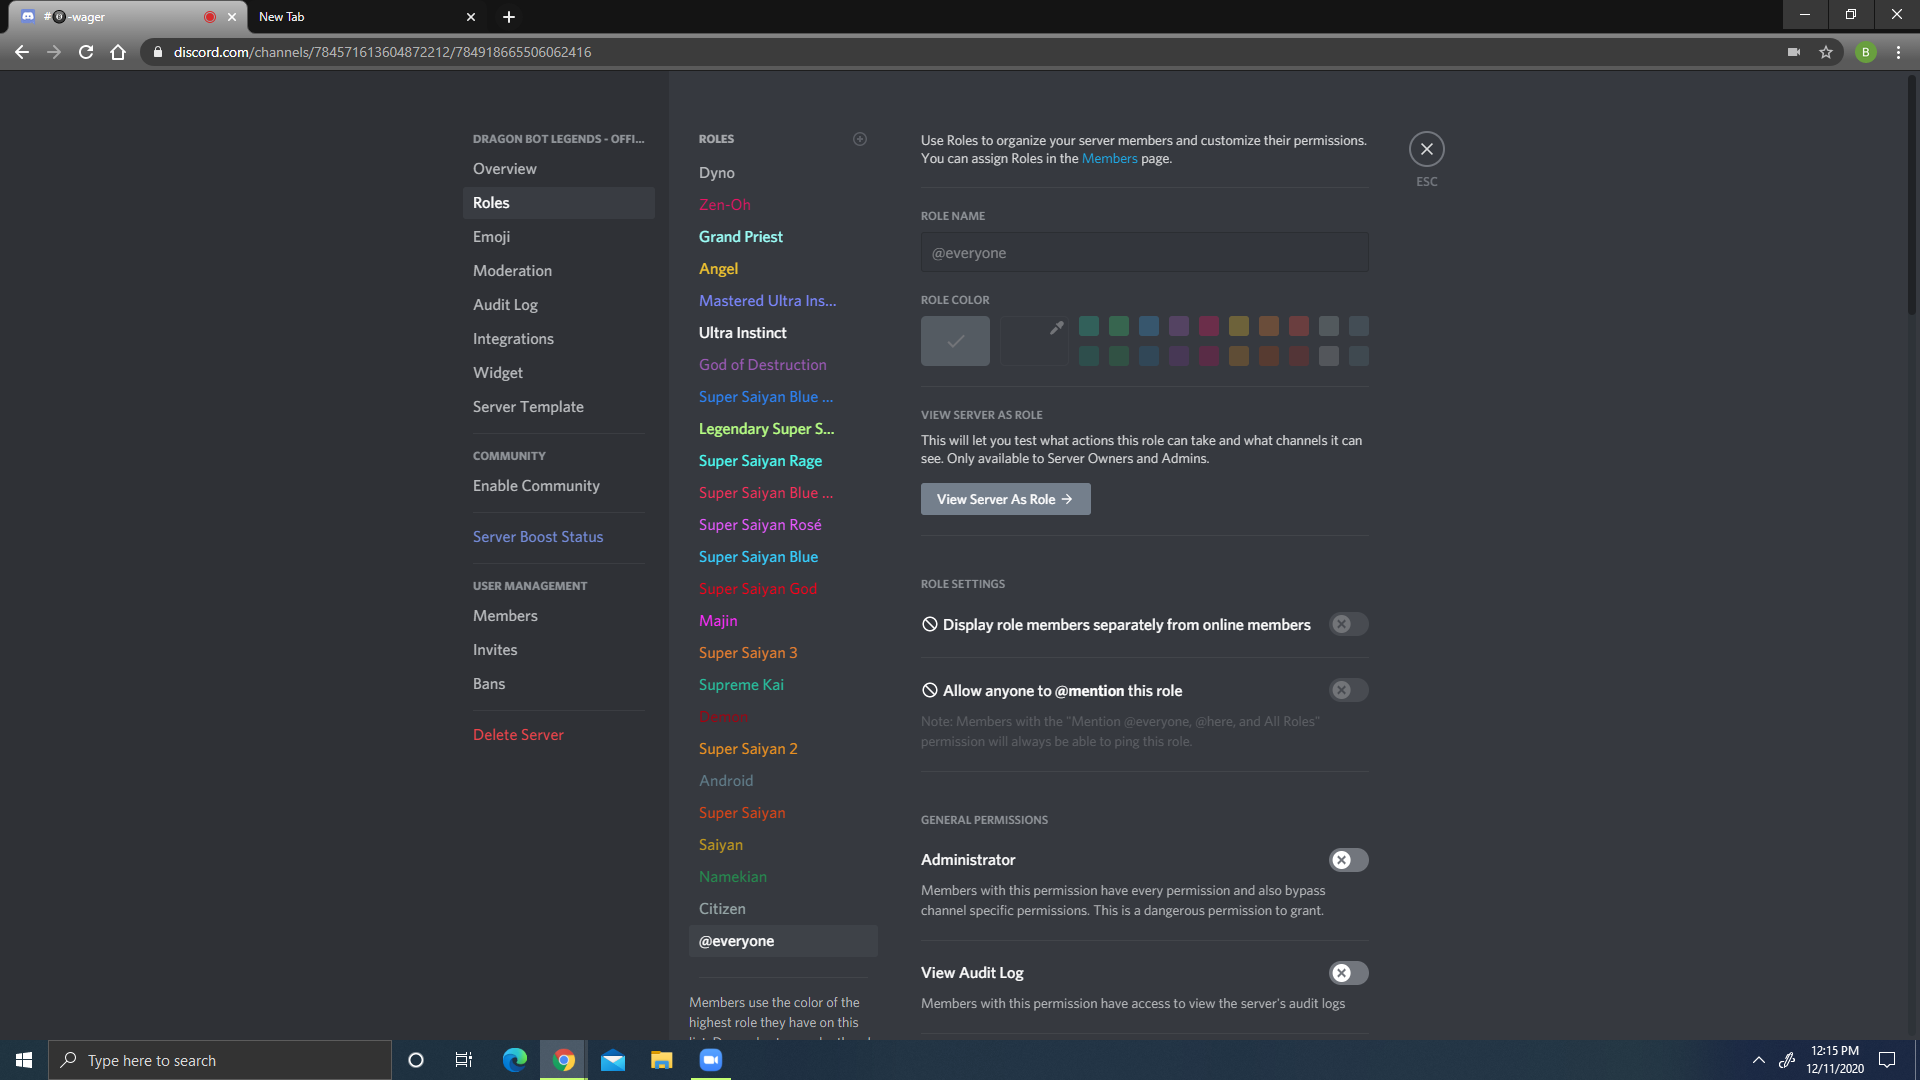 # -wager
New Tab
discord.com/channels/784571613604872212/784918665506062416
B
DRAGON BOT LEGENDS - OFFI...
Overview
Roles
Emoji
Moderation
Audit Log
Integrations
Widget
Server Template
COMMUNITY
Enable Community
Server Boost Status
USER MANAGEMENT
Members
Invites
Bans
Delete Server
ROLES
Dyno
Zen-Oh
Grand Priest
Angel
Mastered Ultra Ins...
Ultra Instinct
God of Destruction
Super Saiyan Blue ...
Legendary Super S...
Super Saiyan Rage
Super Saiyan Blue ...
Super Saiyan Rosé
Super Saiyan Blue
Super Saiyan God
Majin
Super Saiyan 3
Supreme Kai
Demon
Super Saiyan 2
Android
Super Saiyan
Saiyan
Namekian
Citizen
@everyone
Members use the color of the
highest role they have on this
Use Roles to organize your server members and customize their permissions.
You can assign Roles in the Members page.
ESC
ROLE NAME
@everyone
ROLE COLOR
VIEW SERVER AS ROLE
This will let you test what actions this role can take and what channels it can
see. Only available to Server Owners and Admins.
View Server As Role
ROLE SETTINGS
Display role members separately from online members
Allow anyone to @mention this role
Note: Members with the "Mention @everyone, @here, and All Roles"
permission will always be able to ping this role.
GENERAL PERMISSIONS
Administrator
Members with this permission have every permission and also bypass
channel specific permissions. This is a dangerous permission to grant.
View Audit Log
Members with this permission have access to view the server's audit logs
Type here to search
12:15 PM
12/11/2020